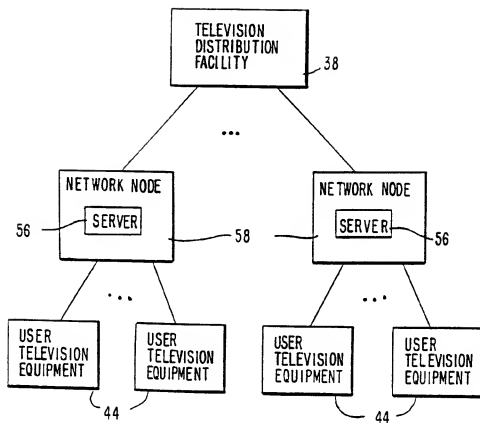 TELEVISION
DISTRIBUTION
FACILITY
38
...
NETWORK NODE
SERVER
56
58
NETWORK NODE
SERVER
56
...
...
USER
TELEVISION
EQUIPMENT
USER
TELEVISION
EQUIPMENT
USER
TELEVISION
EQUIPMENT
USER
TELEVISION
EQUIPMENT
44
44